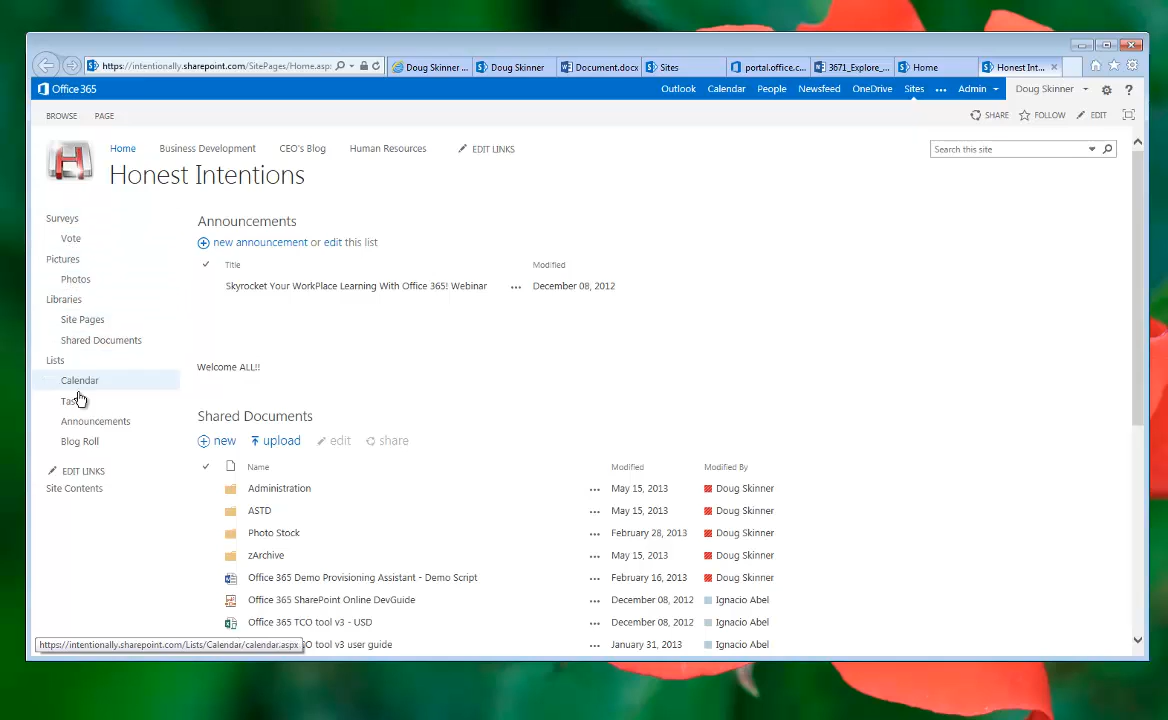 https://intentionally.sharepoint.com/SitePages/Home.asp:
Doug Skinner ...
Doug Skinner
Document.docx
Sites
portal.office.c...
3671_Explore_...
Home
Honest Int...
Office 365
Outlook Calendar People Newsfeed OneDrive Sites ... Admin Doug Skinner ?
BROWSE PAGE
SHARE FOLLOW EDIT
Home Business Development CEO's Blog Human Resources EDIT LINKS
Search this site
Honest Intentions
Surveys
Vote
Pictures
Photos
Libraries
Site Pages
Shared Documents
Lists
Calendar
Announcements
Blog Roll
EDIT LINKS
Site Contents
Announcements
new announcement or edit this list
Title Modified
Skyrocket Your WorkPlace Learning With Office 365! Webinar ... December 08, 2012
Welcome ALL!!
Shared Documents
new upload edit share
Name Modified Modified By
Administration ... May 15, 2013 Doug Skinner
ASTD ... May 15, 2013 Doug Skinner
Photo Stock ... February 28, 2013 Doug Skinner
zArchive ... May 15, 2013 Doug Skinner
Office 365 Demo Provisioning Assistant - Demo Script ... February 16, 2013 Doug Skinner
Office 365 SharePoint Online DevGuide ... December 08, 2012 Ignacio Abel
Office 365 TCO tool v3 - USD ... December 08, 2012 Ignacio Abel
tool v3 user guide ... January 31, 2013 Ignacio Abel
https://intentionally.sharepoint.com/Lists/Calendar/calendar.aspx